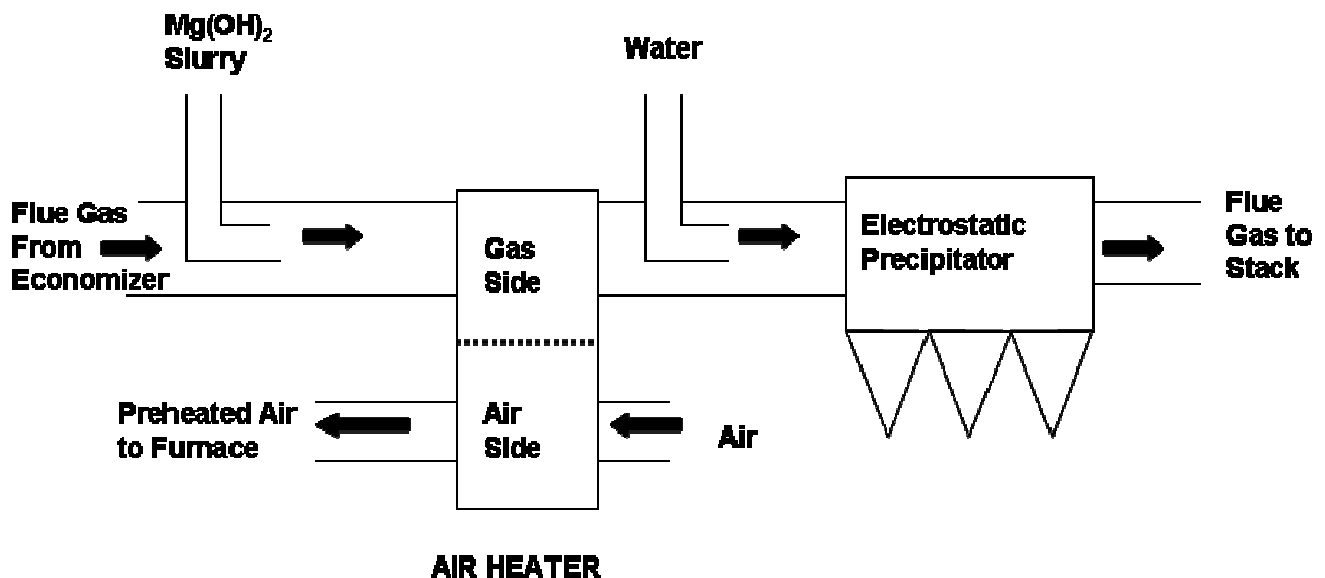 Mg(OH)₂
Slurry
Water
Flue Gas
From
Economizer
Gas
Side
Electrostatic
Precipitator
Flue
Gas to
Stack
Preheated Air
to Furnace
Air
Side
Air
AIR HEATER